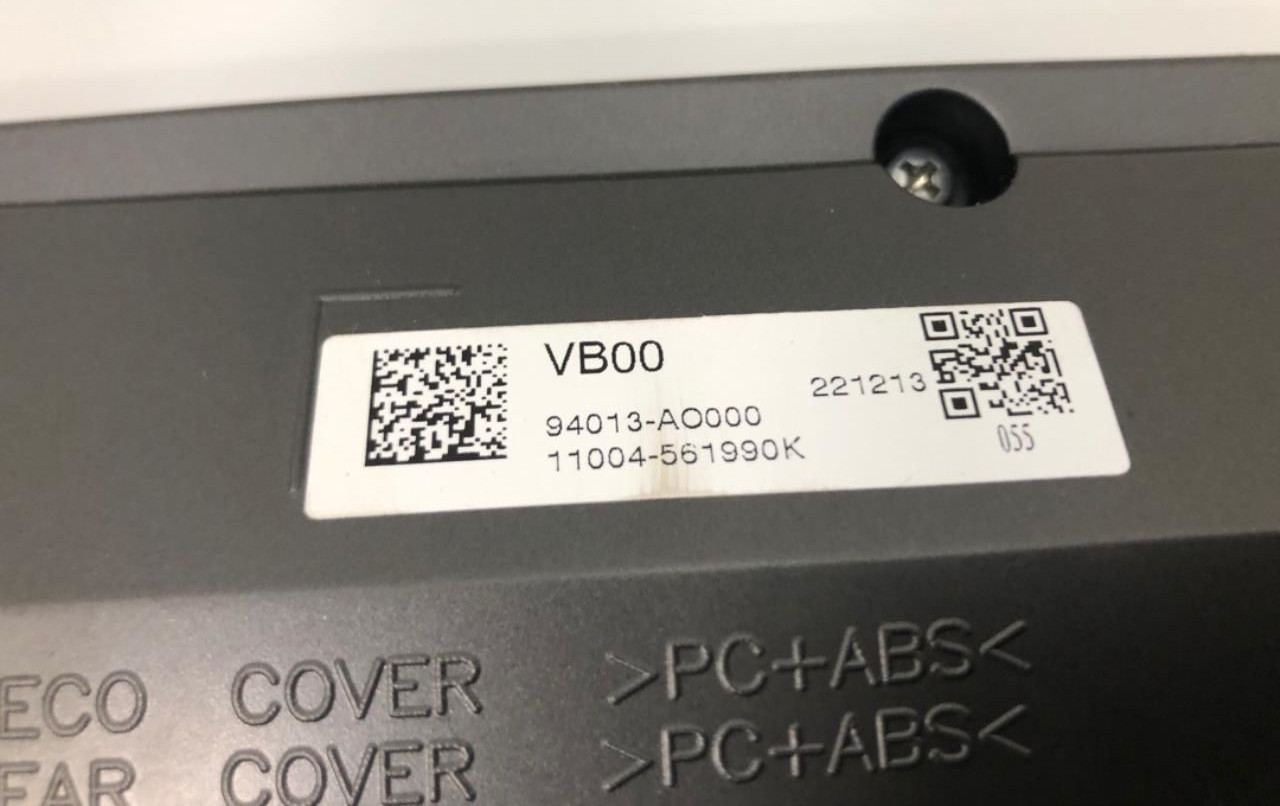 VB00
221213
94013-AO000
11004-561990K
055
ECO COVER >PC+ABS<
EAR COVER >PC+ABS<